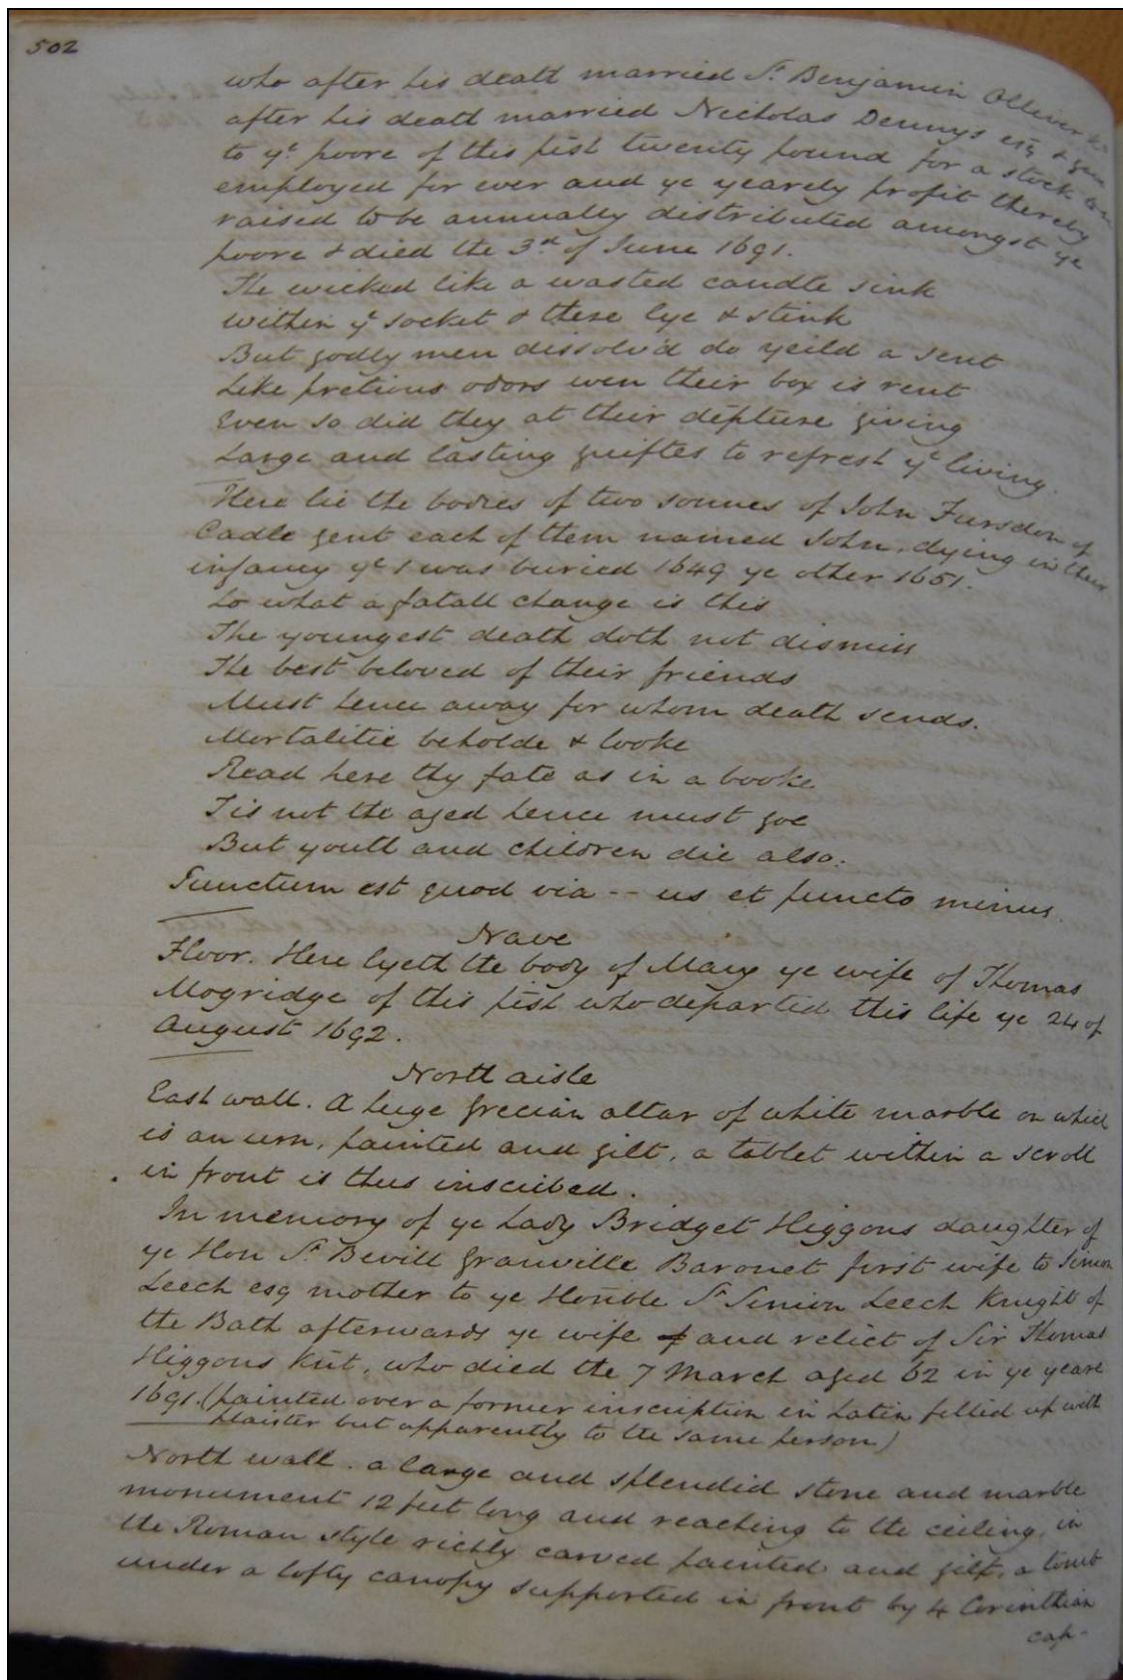 502
who after his death married Sr. Benjamin Olliver
after his death married Nicholas Dennys esq & gave
to ye poore of this pish twenty pound for a stock to
employed for ever and ye yearely profit thereby
raised to be annually distributed amongst ye
poore & died the 3rd of June 1691.
The wicked like a wasted candle sink
within ye socket & there lye & stink
But godly men dissolv'd do yeild a sent
Like pretious odors wen their box is rent
Even so did they at their depture giving
Large and lasting guiftes to refresh ye living.
Here lie the bodies of two sonnes of John Fursdon of
Cadle gent each of them named John, dying in their
infancy ye 1 was buried 1649 ye other 1651.
Lo what a fatall change is this
The youngest death doth not dismiss
The best beloved of their friends
Must hence away for whom death sends.
Mortalitie beholde & looke
Read here thy fate as in a booke
Tis not the aged hence must goe
But youth and children die also:
Punctum est quod via -- us et puncto minus.
Nave
Floor. Here lyeth the body of Mary ye wife of Thomas
Mogridge of this pish who departed this life ye 24 of
August 1692.
North aisle
East wall. A huge Grecian altar of white marble on which
is an urn, painted and gilt, a tablet within a scroll
in front is thus inscribed.
In memory of ye Lady Bridget Higgons daughter of
ye Hon Sr. Bevill Granville Baronet first wife to Simon
Leech esq mother to ye Honble Sr Simon Leech Knight of
the Bath afterwards ye wife of and relict of Sir Thomas
Higgons Knt, who died the 7 March aged 62 in ye yeare
1691. (painted over a former inscription in Latin filled up with
plaister but apparently to the same person)
North wall. a large and splendid stone and marble
monument 12 feet long and reaching to the ceiling, in
the Roman style richly carved painted and gilt, a tomb
under a lofty canopy supported in front by 4 Corinthian
cap-